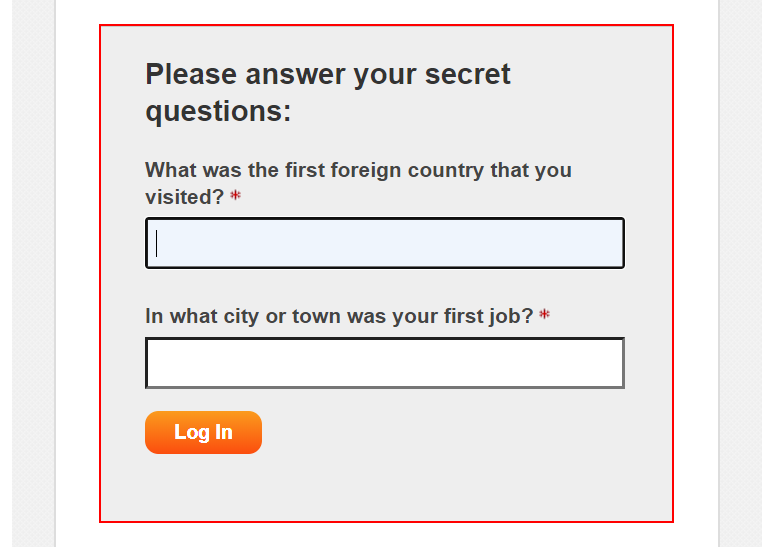 Please answer your secret
questions:
What was the first foreign country that you
visited? *
In what city or town was your first job? *
Log In